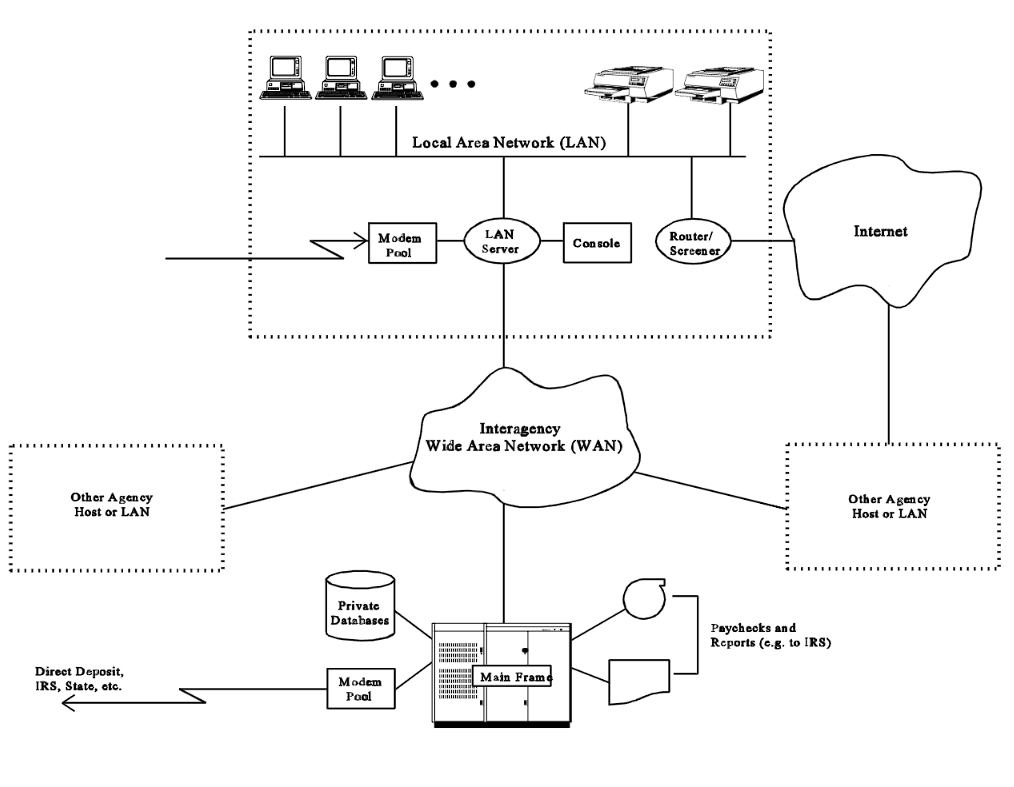 Local Area Network (LAN)
Modem
Pool
LAN
Server
Console
Router/
Screener
Internet
Interagency
Wide Area Network (WAN)
Other Agency
Host or LAN
Other Agency
Host or LAN
Private
Databases
Paychecks and
Reports (e.g. to IRS)
Direct Deposit,
IRS, State, etc.
Modem
Pool
Main Frame